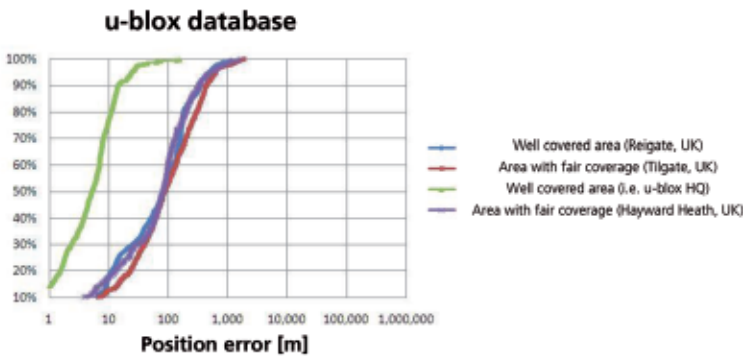 u-blox database
100%
90%
80%
70%
60%
50%
40%
30%
20%
10%
1 10 100 1,000 10,000 100,000 1,000,000
Position error [m]
Well covered area (Reigate, UK)
Area with fair coverage (Tilgate, UK)
Well covered area (i.e. u-blox HQ)
Area with fair coverage (Hayward Heath, UK)